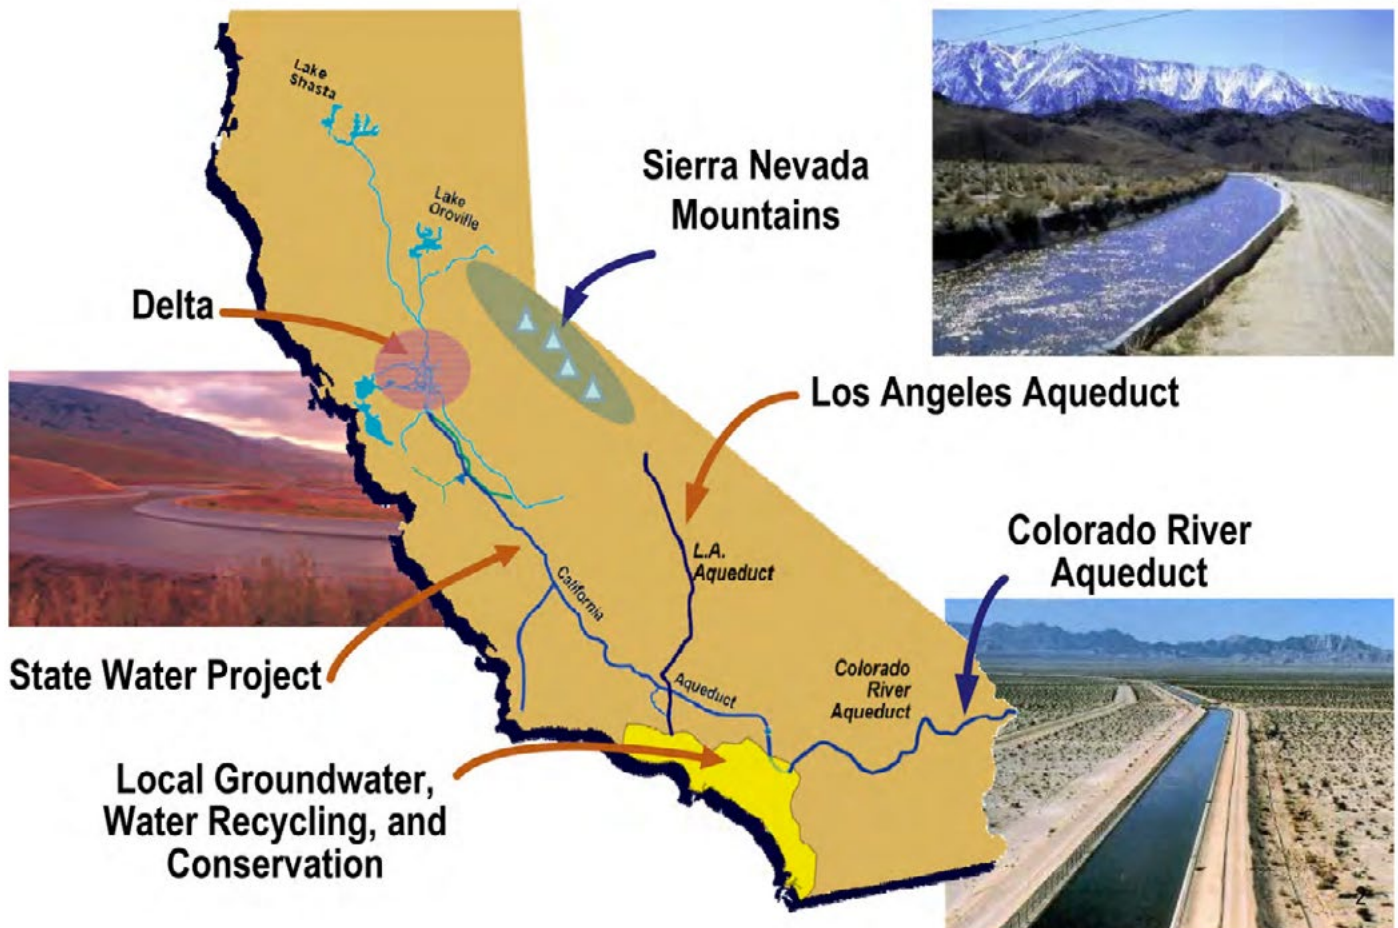 Lake
Shasta
Sierra Nevada
Mountains
Lake
Oroville
Delta
Los Angeles Aqueduct
Colorado River
Aqueduct
L.A.
Aqueduct
California
State Water Project
Aqueduct
Colorado
River
Aqueduct
Local Groundwater,
Water Recycling, and
Conservation
2